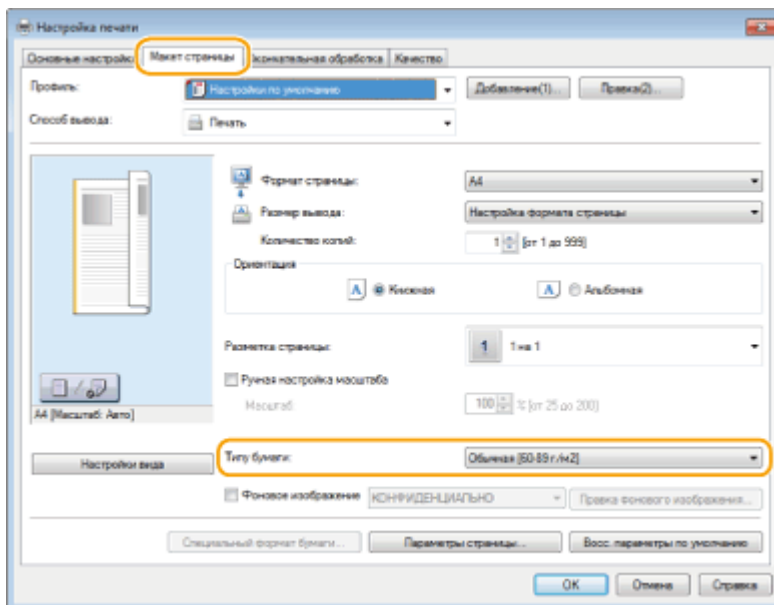 Настройка печати
Основные настройки Макет страницы Окончательная обработка Качество
Профиль: Настройки по умолчанию Добавление(1)... Правка(2)...
Способ вывода: Печать
Формат страницы: A4
Размер вывода: Настройка формата страницы
Количество копий: 1 [от 1 до 999]
Ориентация
A Книжная A Альбомная
Разметка страницы: 1 1 на 1
Ручная настройка масштаба
Масштаб: 100 % [от 25 до 200]
A4 [Масштаб: Авто]
Настройки вида
Типу бумаги: Обычная [60-89 г/м2]
Фоновое изображение КОНФИДЕНЦИАЛЬНО Правка фонового изображения...
Специальный формат бумаги... Параметры страницы... Восс. параметры по умолчанию
OK Отмена Справка